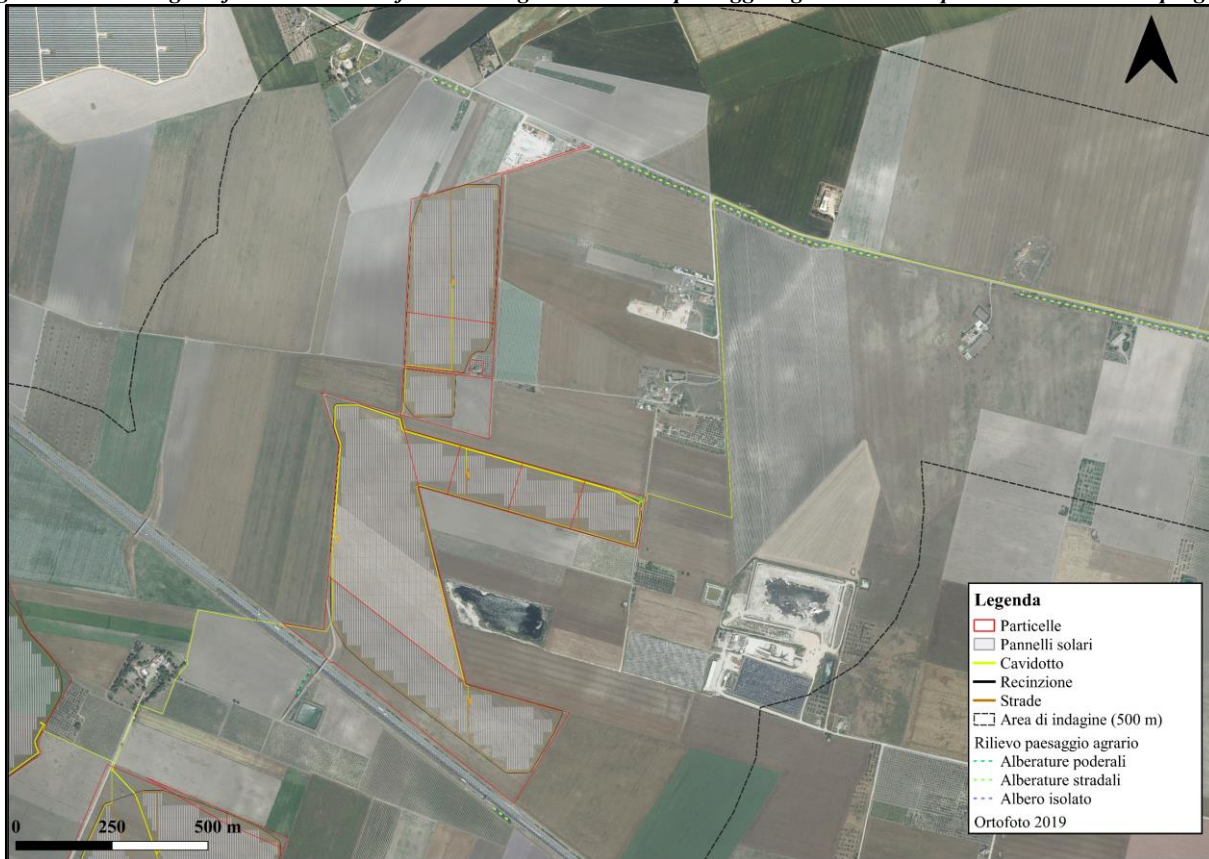 0 250 500 m
Legenda
Particelle
Pannelli solari
Cavidotto
Recinzione
Strade
Area di indagine (500 m)
Rilievo paesaggio agrario
Alberature poderali
Alberature stradali
Albero isolato
Ortofoto 2019